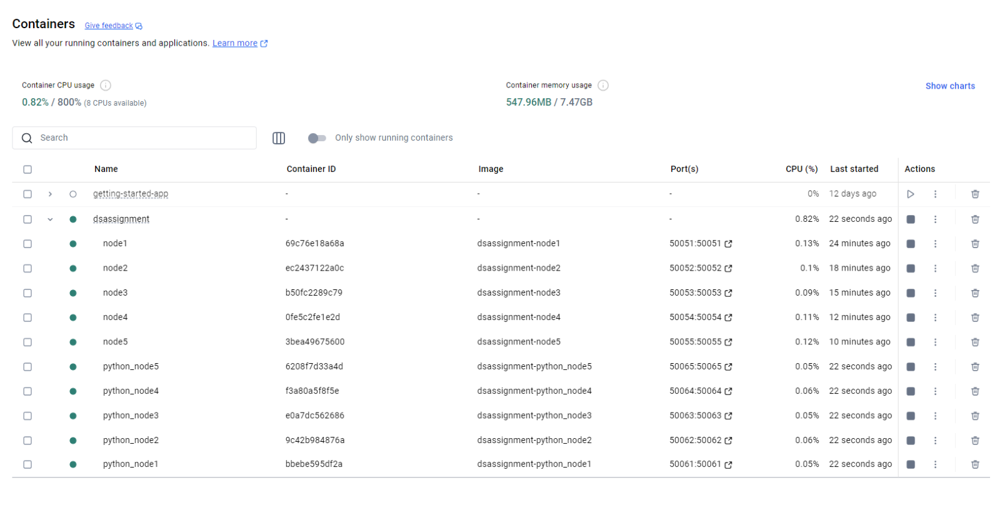 Containers Give feedback
View all your running containers and applications. Learn more
Container CPU usage
0.82% / 800% (8 CPUs available)
Container memory usage
547.96MB / 7.47GB
Show charts
Search
Only show running containers
Name Container ID Image Port(s) CPU (%) Last started Actions
getting-started-app - - - 0% 12 days ago
dsassignment - - - 0.82% 22 seconds ago
node1 69c76e18a68a dsassignment-node1 50051:50051 0.13% 24 minutes ago
node2 ec2437122a0c dsassignment-node2 50052:50052 0.1% 18 minutes ago
node3 b50fc2289c79 dsassignment-node3 50053:50053 0.09% 15 minutes ago
node4 0fe5c2fe1e2d dsassignment-node4 50054:50054 0.11% 12 minutes ago
node5 3bea49675600 dsassignment-node5 50055:50055 0.12% 10 minutes ago
python_node5 6208f7d33a4d dsassignment-python_node5 50065:50065 0.05% 22 seconds ago
python_node4 f3a80a5f8f5e dsassignment-python_node4 50064:50064 0.06% 22 seconds ago
python_node3 e0a7dc562686 dsassignment-python_node3 50063:50063 0.05% 22 seconds ago
python_node2 9c42b984876a dsassignment-python_node2 50062:50062 0.06% 22 seconds ago
python_node1 bbebe595df2a dsassignment-python_node1 50061:50061 0.05% 22 seconds ago